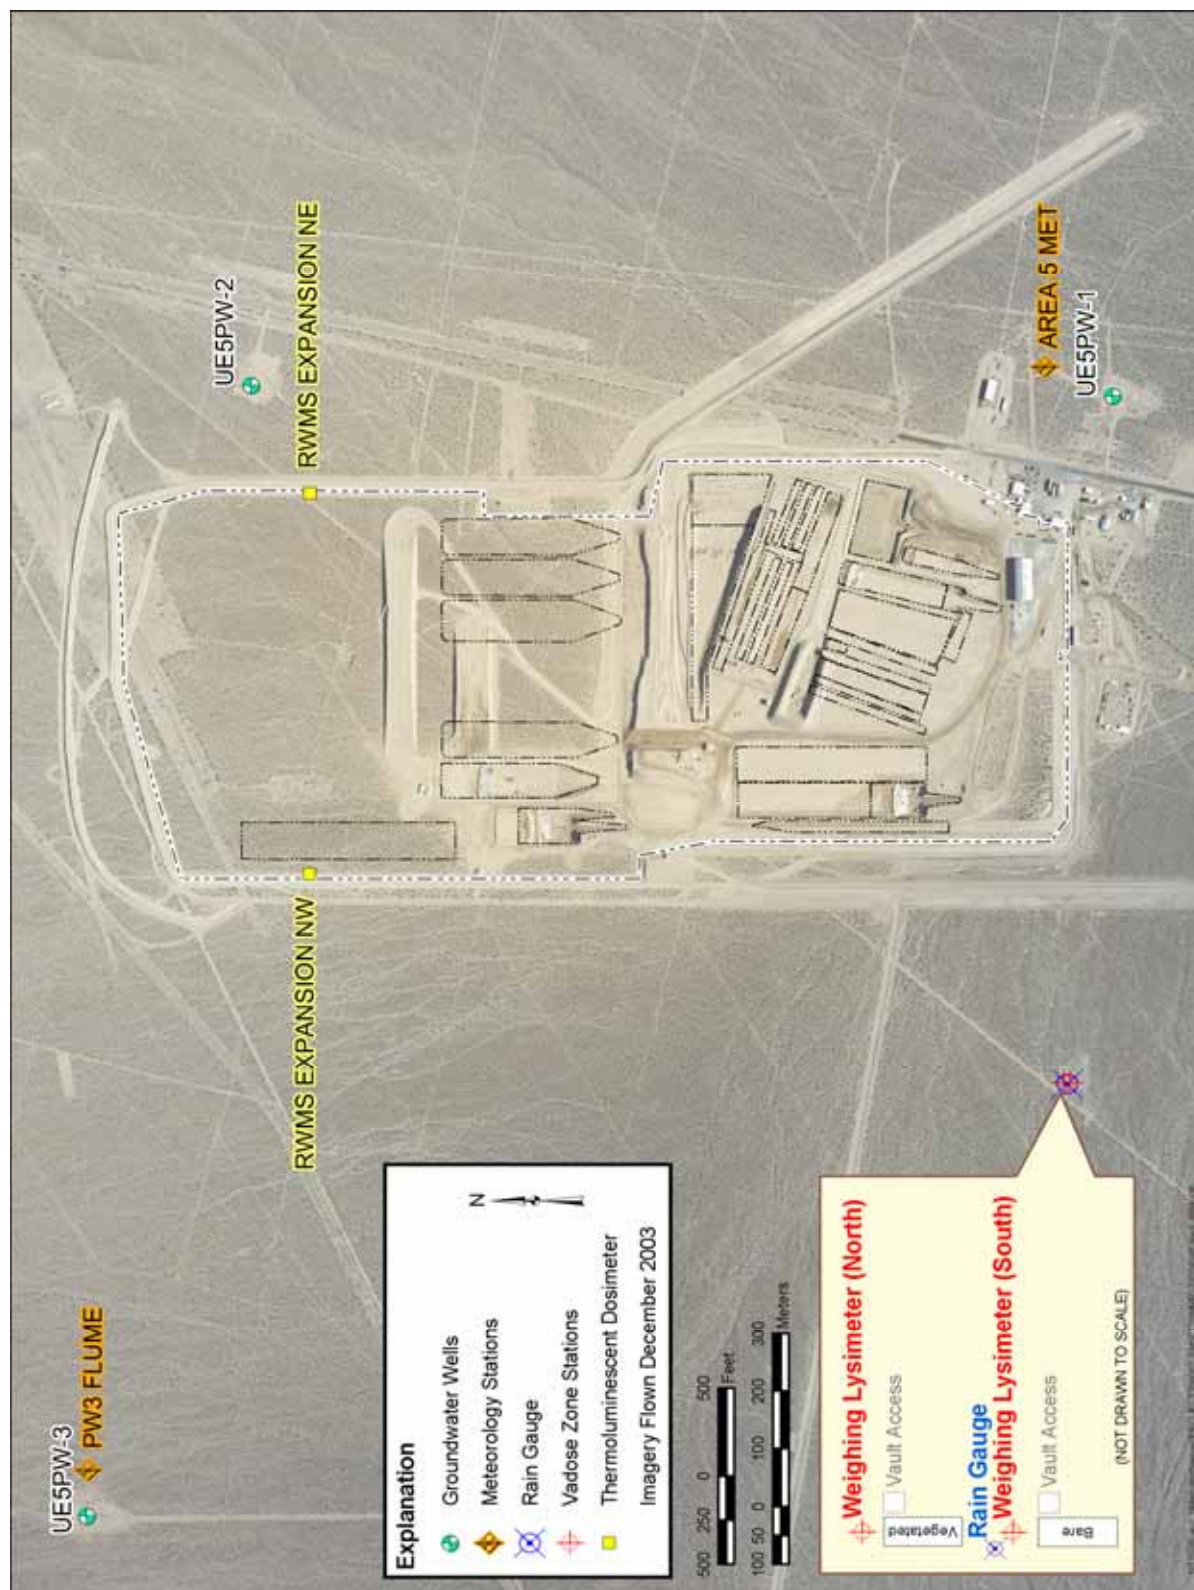 UE5PW-3
PW3 FLUME
RWMS EXPANSION NW
RWMS EXPANSION NE
UE5PW-2
AREA 5 MET
UE5PW-1
Explanation
Groundwater Wells
Meteorology Stations
Rain Gauge
Vadose Zone Stations
Thermoluminescent Dosimeter
Imagery Flown December 2003
N
500 250 0 500
Feet
100 50 0 100 200 300
Meters
Weighing Lysimeter (North)
Vault Access
Vegetated
Rain Gauge
Weighing Lysimeter (South)
Vault Access
Bare
(NOT DRAWN TO SCALE)